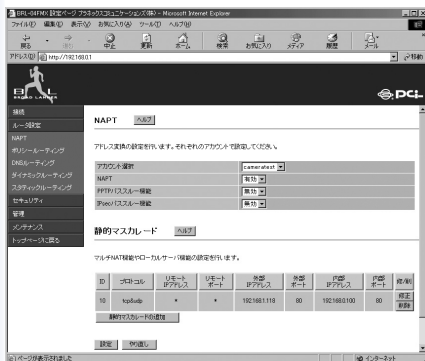 BRL-04FMX 設定ページ プラネックスコミュニケーションズ(株) - Microsoft Internet Explorer
ファイル(F) 編集(E) 表示(V) お気に入り(A) ツール(T) ヘルプ(H)
戻る 進む 中止 更新 ホーム 検索 お気に入り メディア 履歴 メール
アドレス(D) http://192.168.0.1 移動
BROAD LANNER
PCi
接続
ルータ設定
NAPT
ポリシールーティング
DNSルーティング
ダイナミックルーティング
スタティックルーティング
セキュリティ
管理
メンテナンス
トップページに戻る
NAPT ヘルプ
アドレス変換の設定を行います。それぞれのアカウントで設定してください。
アカウント選択 cameratest
NAPT 有効
PPTPパススルー機能 無効
IPsecパススルー機能 無効
静的マスカレード ヘルプ
マルチNAT機能やローカルサーバ機能の設定を行います。
ID プロトコル リモートIPアドレス リモートポート 外部IPアドレス 外部ポート 内部IPアドレス 内部ポート 修/削
10 tcp&udp * * 192.168.1.118 80 192.168.0.100 80 修正 削除
静的マスカレードの追加
設定 やり直し
ページが表示されました インターネット